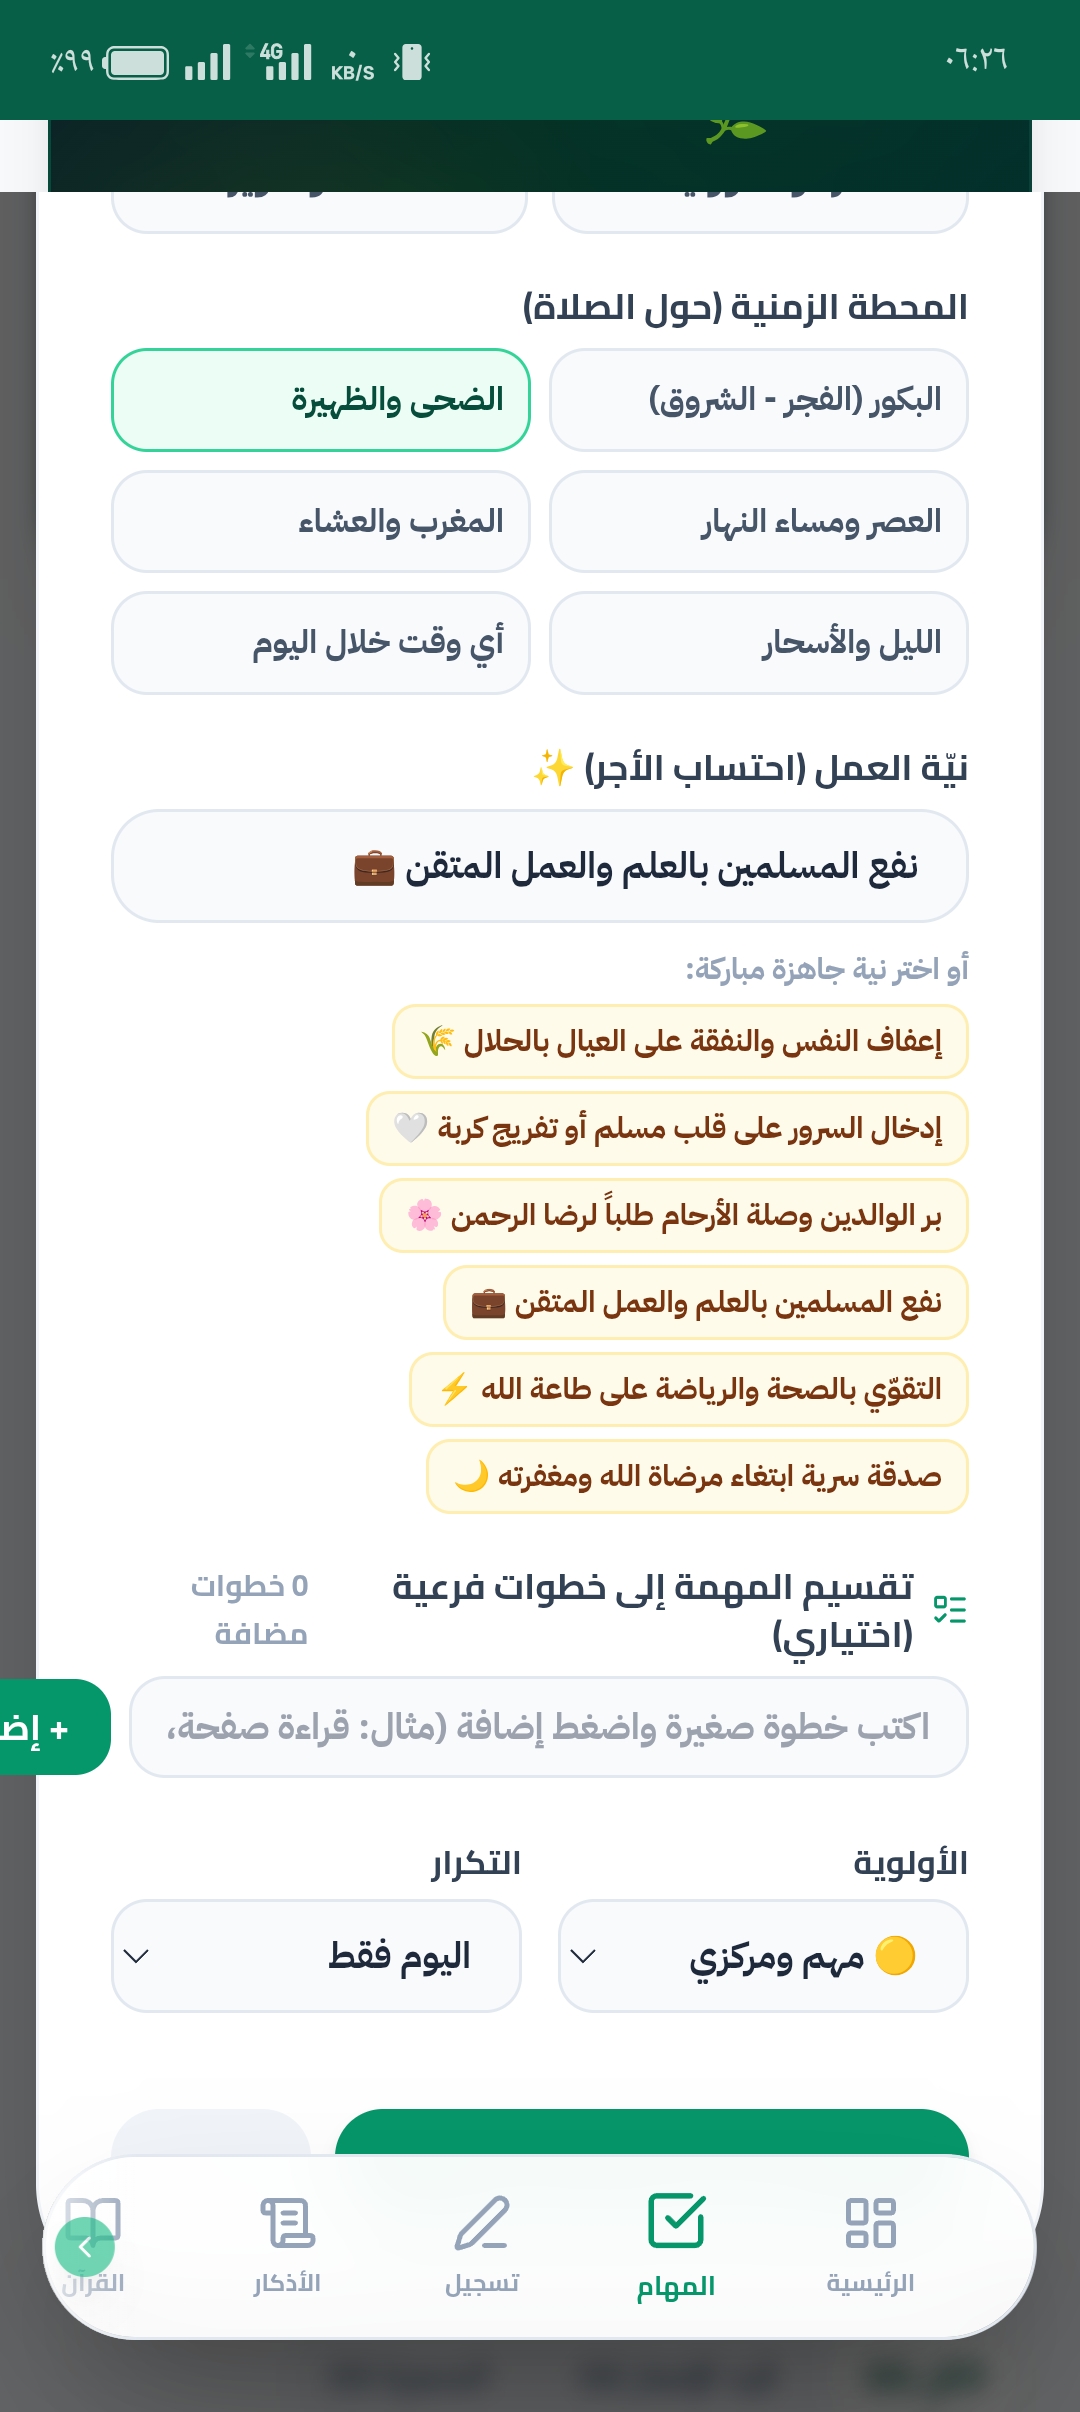 ٠٦:٢٦
KB/S ٠ 4G ٪٩٩
المحطة الزمنية (حول الصلاة)
البكور (الفجر - الشروق)
الضحى والظهيرة
العصر ومساء النهار
المغرب والعشاء
الليل والأسحار
أي وقت خلال اليوم
نيّة العمل (احتساب الأجر) ✨
نفع المسلمين بالعلم والعمل المتقن 💼
أو اختر نية جاهزة مباركة:
إعفاف النفس والنفقة على العيال بالحلال 🌾
إدخال السرور على قلب مسلم أو تفريج كربة 🤍
بر الوالدين وصلة الأرحام طلباً لرضا الرحمن 🌸
نفع المسلمين بالعلم والعمل المتقن 💼
التقوّي بالصحة والرياضة على طاعة الله ⚡
صدقة سرية ابتغاء مرضاة الله ومغفرته 🌙
تقسيم المهمة إلى خطوات فرعية
(اختياري)
0 خطوات
مضافة
اكتب خطوة صغيرة واضغط إضافة (مثال: قراءة صفحة،
+ إض
الأولوية
التكرار
🟡 مهم ومركزي
اليوم فقط
الرئيسية
المهام
تسجيل
الأذكار
القرآن